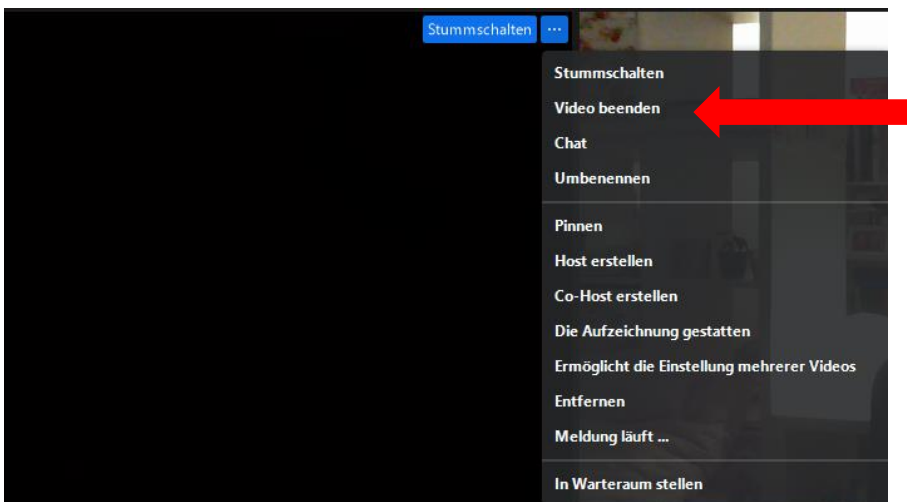 Stummschalten ...
Stummschalten
Video beenden
Chat
Umbenennen
Pinnen
Host erstellen
Co-Host erstellen
Die Aufzeichnung gestatten
Ermöglicht die Einstellung mehrerer Videos
Entfernen
Meldung läuft ...
In Warteraum stellen